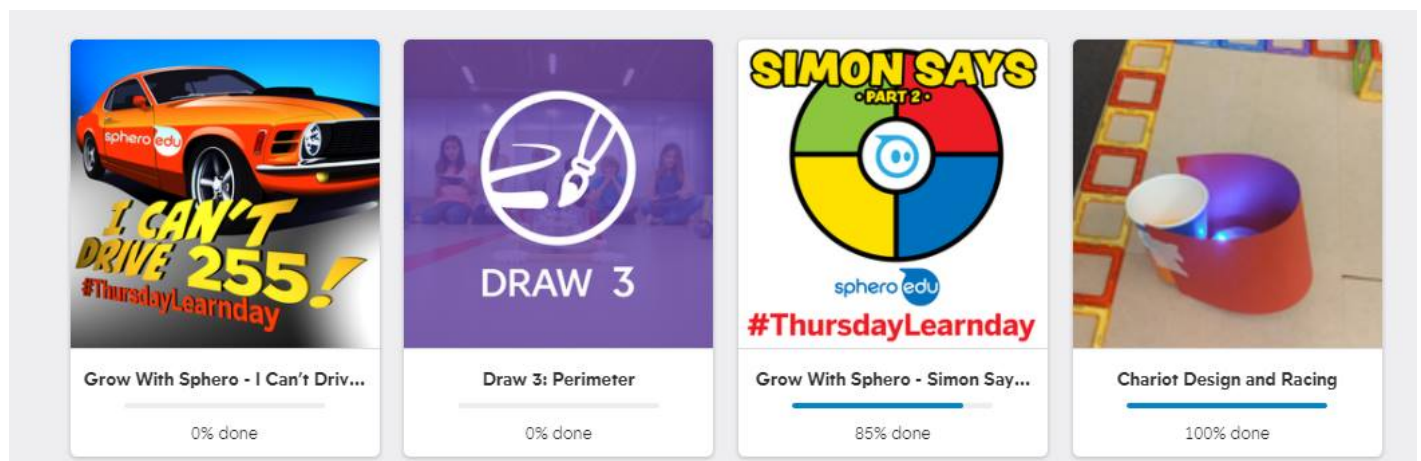 sphero edu
I CAN'T
DRIVE 255!
#ThursdayLearnday
Grow With Sphero - I Can't Driv...
0% done
DRAW 3
Draw 3: Perimeter
0% done
SIMON SAYS
• PART 2 •
sphero edu
#ThursdayLearnday
Grow With Sphero - Simon Say...
85% done
Chariot Design and Racing
100% done